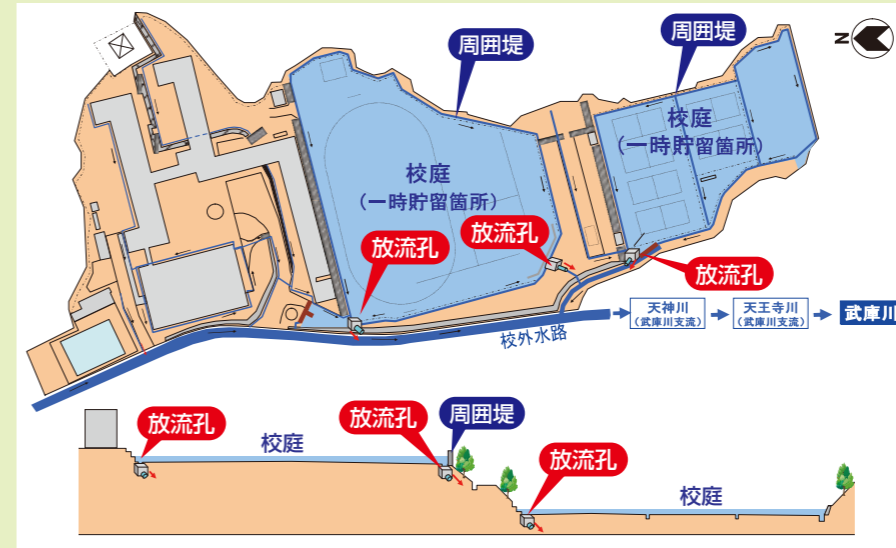 周囲堤
周囲堤
N
校庭
(一時貯留箇所)
校庭
(一時貯留箇所)
放流孔
放流孔
放流孔
校外水路
天神川
(武庫川支流)
天王寺川
(武庫川支流)
武庫川
放流孔
校庭
放流孔
周囲堤
放流孔
校庭